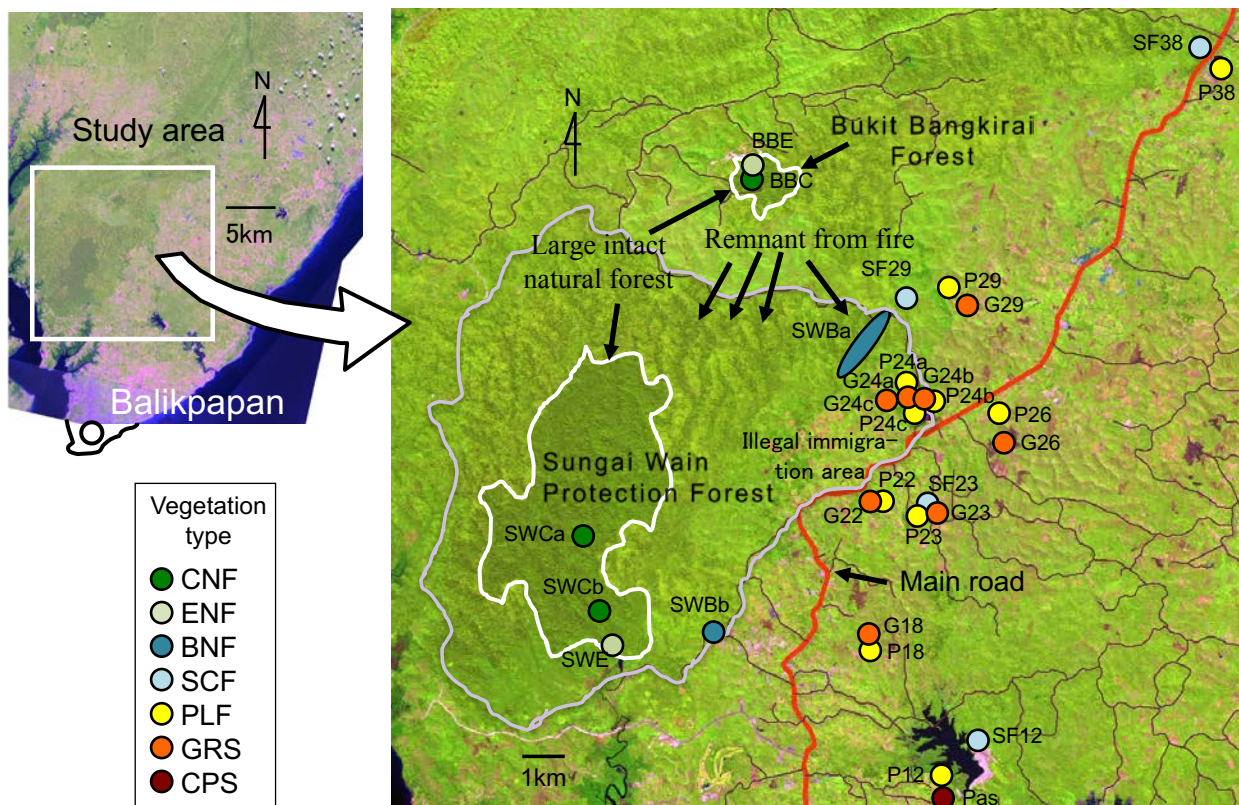 N
Study area
5km
Balikpapan
Vegetation
type
CNF
ENF
BNF
SCF
PLF
GRS
CPS
SF38
P38
N
Bukit Bangkirai
Forest
BBE
BBC
Large intact
natural forest
Remnant from fire
SF29
P29
G29
SWBa
P24a
G24a
G24b
G24c
P24b
P24c
P26
G26
Illegal immigra-
tion area
Sungai Wain
Protection Forest
P22
SF23
G22
G23
P23
SWCa
Main road
SWCb
SWBb
G18
SWE
P18
SF12
1km
P12
Pas